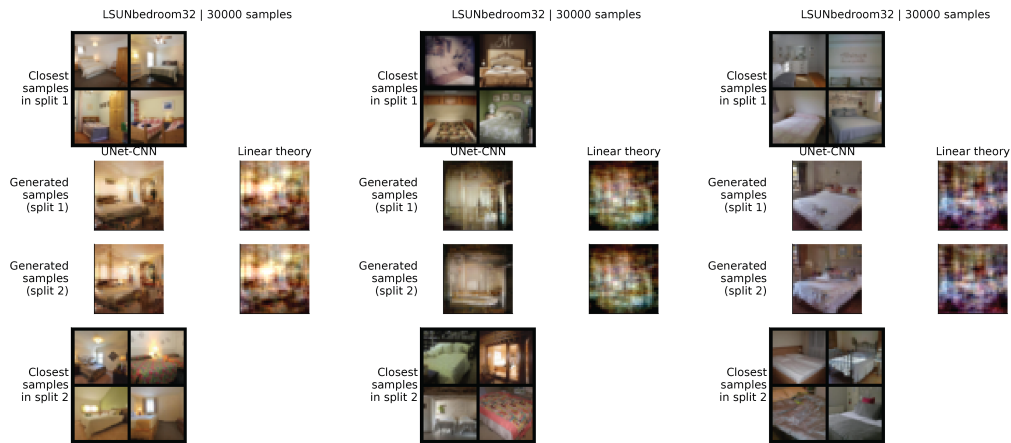 LSUNbedroom32 | 30000 samples
Closest
samples
in split 1
UNet-CNN
Linear theory
Generated
samples
(split 1)
Generated
samples
(split 2)
Closest
samples
in split 2
LSUNbedroom32 | 30000 samples
Closest
samples
in split 1
UNet-CNN
Linear theory
Generated
samples
(split 1)
Generated
samples
(split 2)
Closest
samples
in split 2
LSUNbedroom32 | 30000 samples
Closest
samples
in split 1
UNet-CNN
Linear theory
Generated
samples
(split 1)
Generated
samples
(split 2)
Closest
samples
in split 2